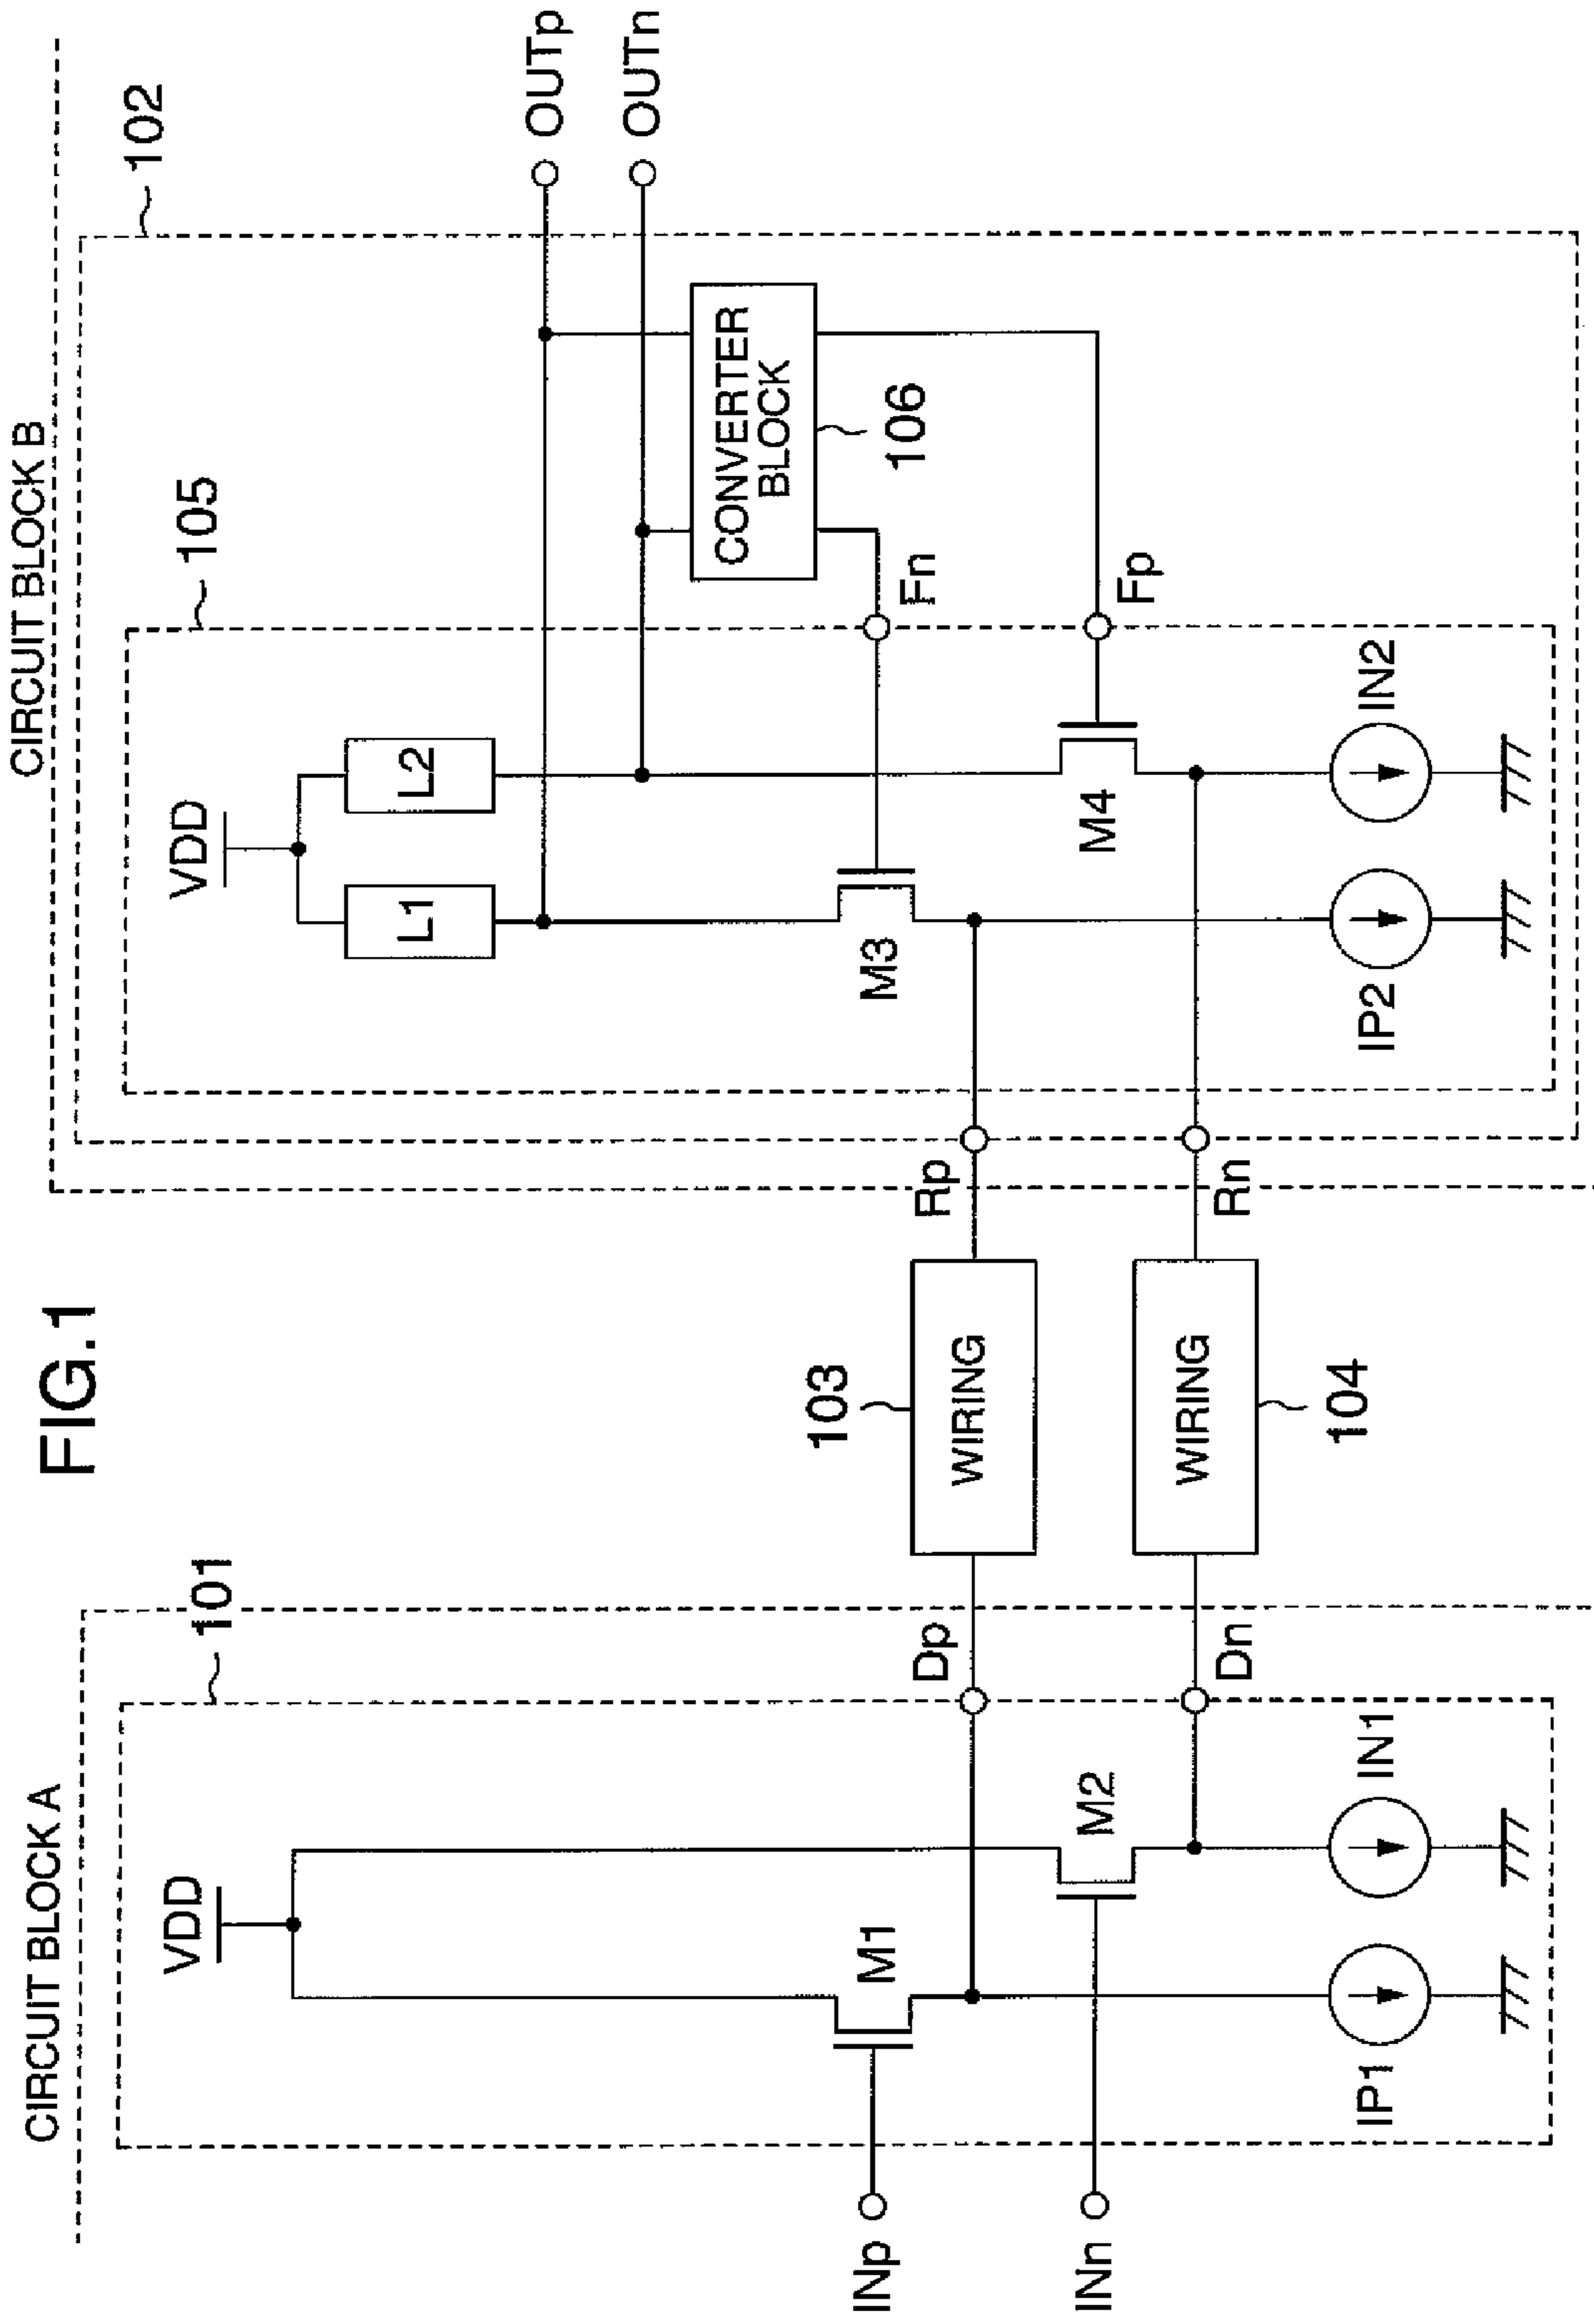 FIG.1
CIRCUIT BLOCK A
101
VDD
M1
M2
INp
INn
IP1
IN1
Dp
Dn
103
WIRING
WIRING
104
CIRCUIT BLOCK B
102
105
VDD
L1
L2
M3
M4
Rp
Rn
IP2
IN2
Fn
Fp
CONVERTER
BLOCK
106
OUTp
OUTn